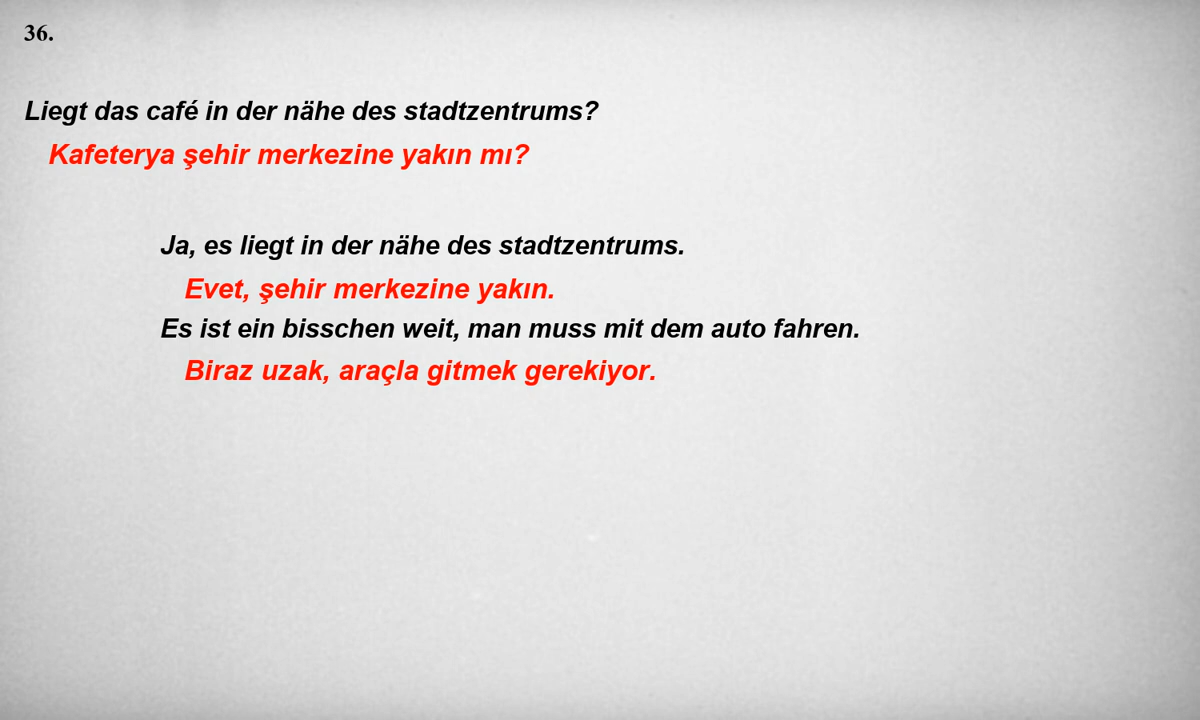 36.
Liegt das café in der nähe des stadtzentrums?
Kafeterya şehir merkezine yakın mı?
Ja, es liegt in der nähe des stadtzentrums.
Evet, şehir merkezine yakın.
Es ist ein bisschen weit, man muss mit dem auto fahren.
Biraz uzak, araçla gitmek gerekiyor.